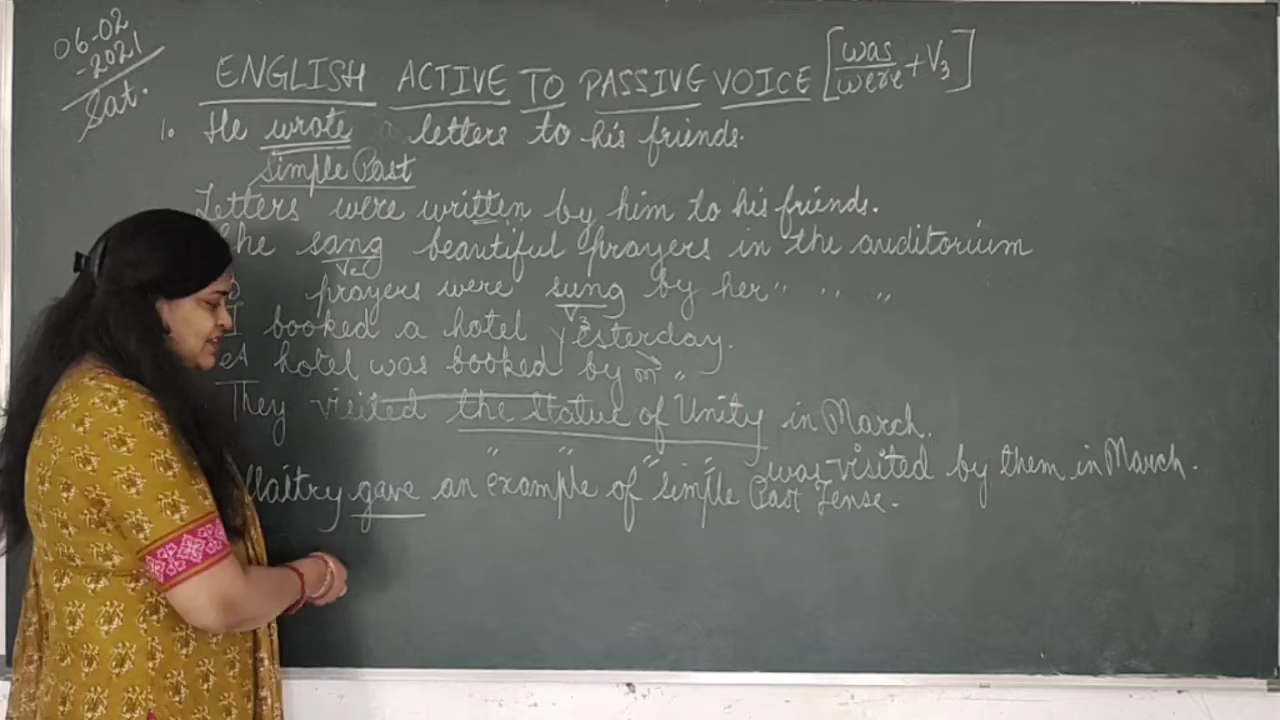 06-02
-2021
Sat.
ENGLISH ACTIVE TO PASSIVE VOICE [was/were + V3]
1. He wrote letters to his friends.
Simple Past
Letters were written by him to his friends.
She sang beautiful prayers in the auditorium
V2
prayers were sung by her " " "
V3
I booked a hotel yesterday.
A hotel was booked by m "
They visited the Statue of Unity in March.
" " " " was visited by them in March.
gave an example of Simple Past Tense.